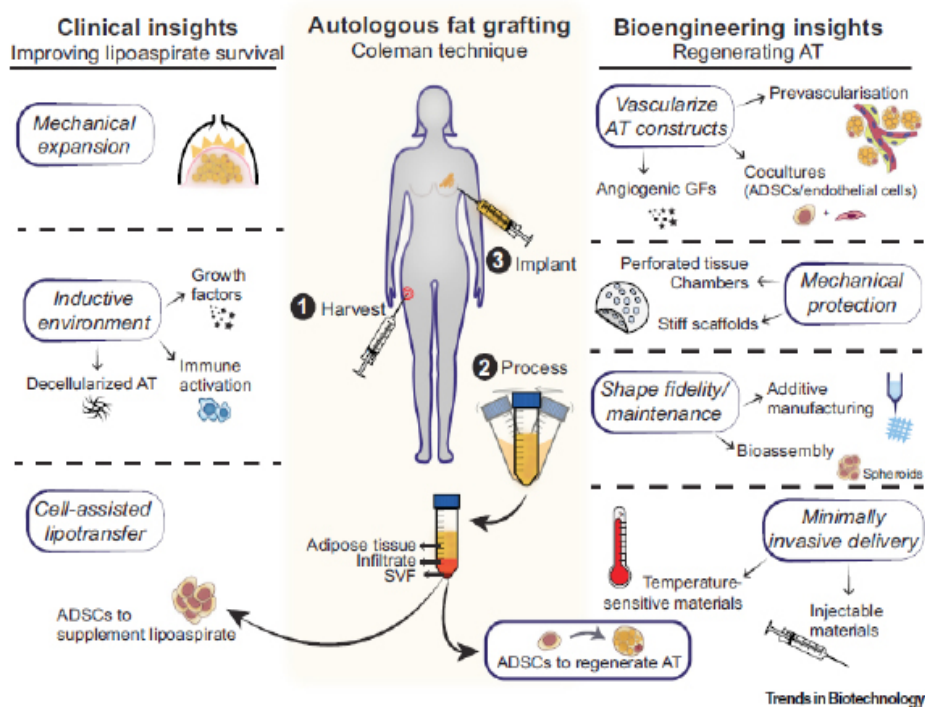 Clinical insights
Improving lipoaspirate survival
Mechanical
expansion
Inductive
environment
Growth
factors
Decellularized AT
Immune
activation
Cell-assisted
lipotransfer
ADSCs to
supplement lipoaspirate
Autologous fat grafting
Coleman technique
1 Harvest
3 Implant
2 Process
Adipose tissue
Infiltrate
SVF
ADSCs to regenerate AT
Bioengineering insights
Regenerating AT
Vascularize
AT constructs
Prevascularisation
Angiogenic GFs
Cocultures
(ADSCs/endothelial cells)
+
Perforated tissue
Chambers
Stiff scaffolds
Mechanical
protection
Shape fidelity/
maintenance
Additive
manufacturing
Bioassembly
Spheroids
Minimally
invasive delivery
Temperature-
sensitive materials
Injectable
materials
Trends in Biotechnology